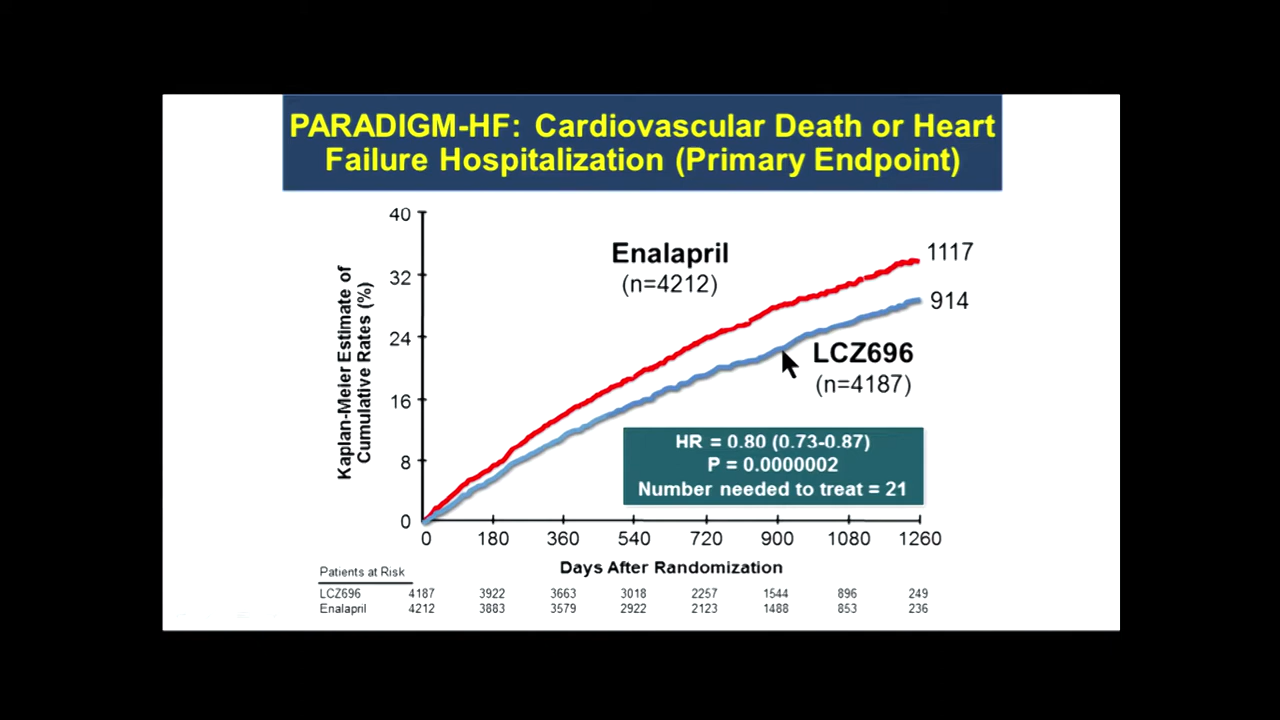 PARADIGM-HF: Cardiovascular Death or Heart
Failure Hospitalization (Primary Endpoint)
40
32
24
16
8
0
Kaplan-Meier Estimate of
Cumulative Rates (%)
Enalapril
(n=4212)
1117
914
LCZ696
(n=4187)
HR = 0.80 (0.73-0.87)
P = 0.0000002
Number needed to treat = 21
0 180 360 540 720 900 1080 1260
Days After Randomization
Patients at Risk
LCZ696 4187 3922 3663 3018 2257 1544 896 249
Enalapril 4212 3883 3579 2922 2123 1488 853 236